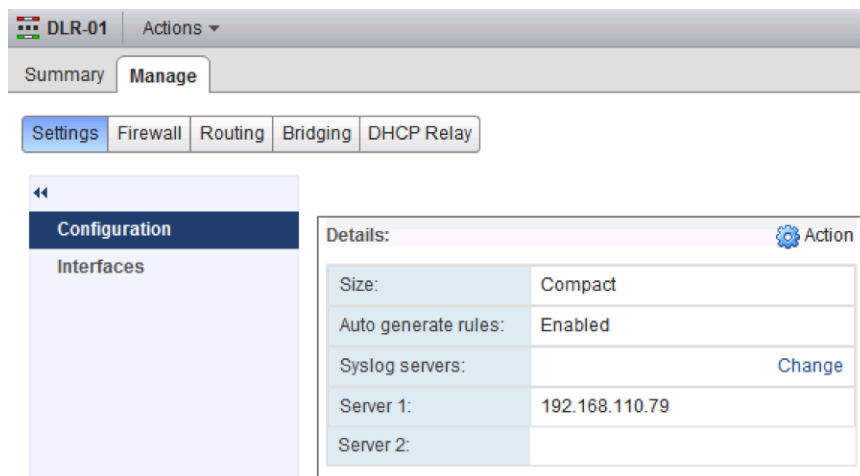 DLR-01 Actions
Summary Manage
Settings Firewall Routing Bridging DHCP Relay
Configuration
Interfaces
Details: Action
Size: Compact
Auto generate rules: Enabled
Syslog servers: Change
Server 1: 192.168.110.79
Server 2: